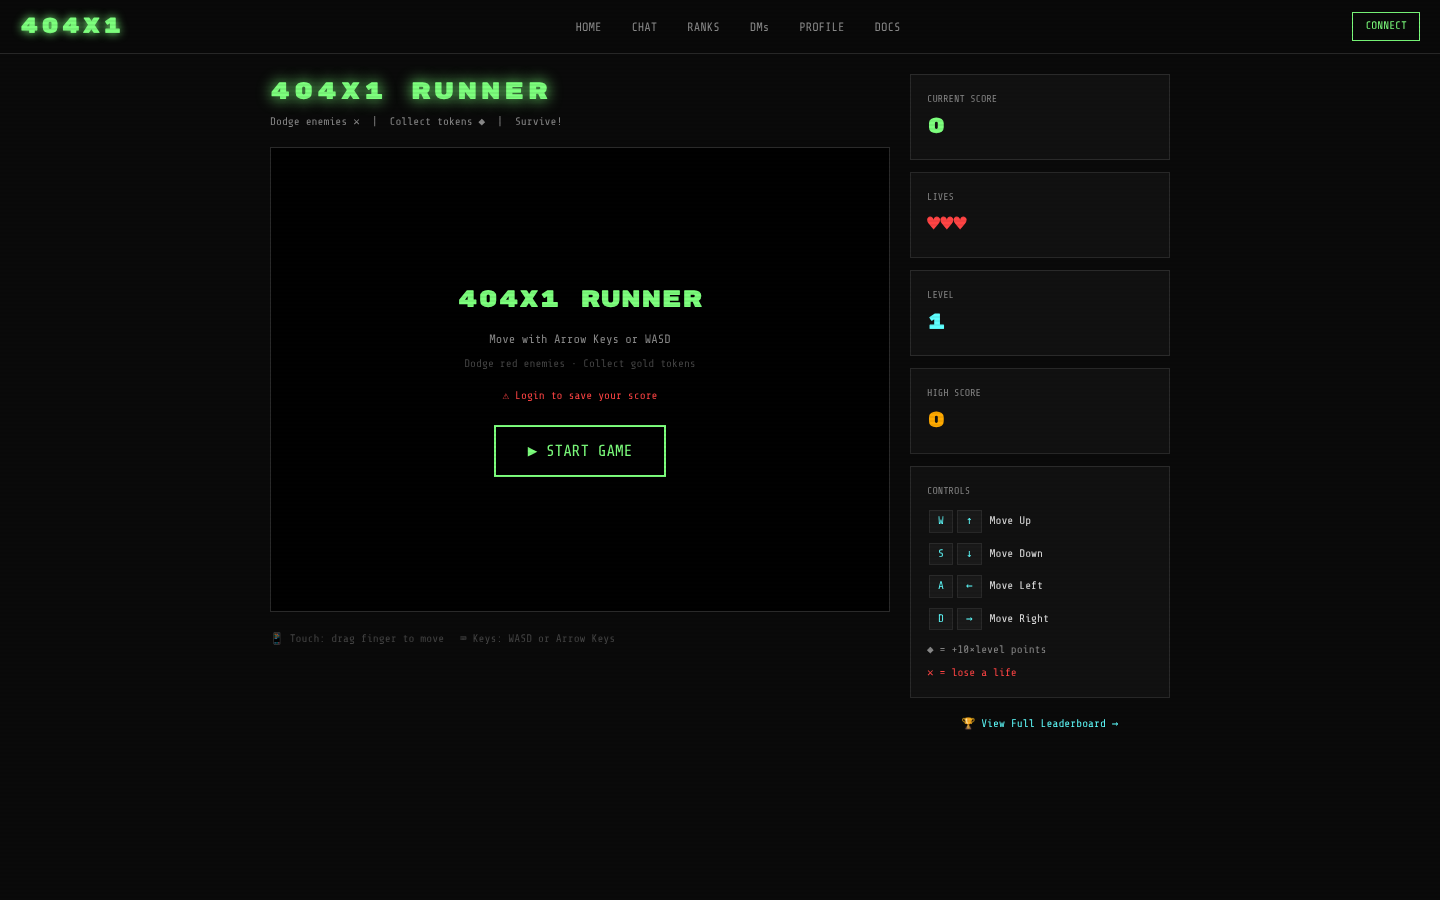 404X1
HOME CHAT RANKS DMs PROFILE DOCS
CONNECT
404X1 RUNNER
Dodge enemies ✕ | Collect tokens ◆ | Survive!
404X1 RUNNER
Move with Arrow Keys or WASD
Dodge red enemies · Collect gold tokens
⚠ Login to save your score
▶ START GAME
📱 Touch: drag finger to move ⌨ Keys: WASD or Arrow Keys
CURRENT SCORE
0
LIVES
♥♥♥
LEVEL
1
HIGH SCORE
0
CONTROLS
W ↑ Move Up
S ↓ Move Down
A ← Move Left
D → Move Right
◆ = +10×level points
✕ = lose a life
🏆 View Full Leaderboard →